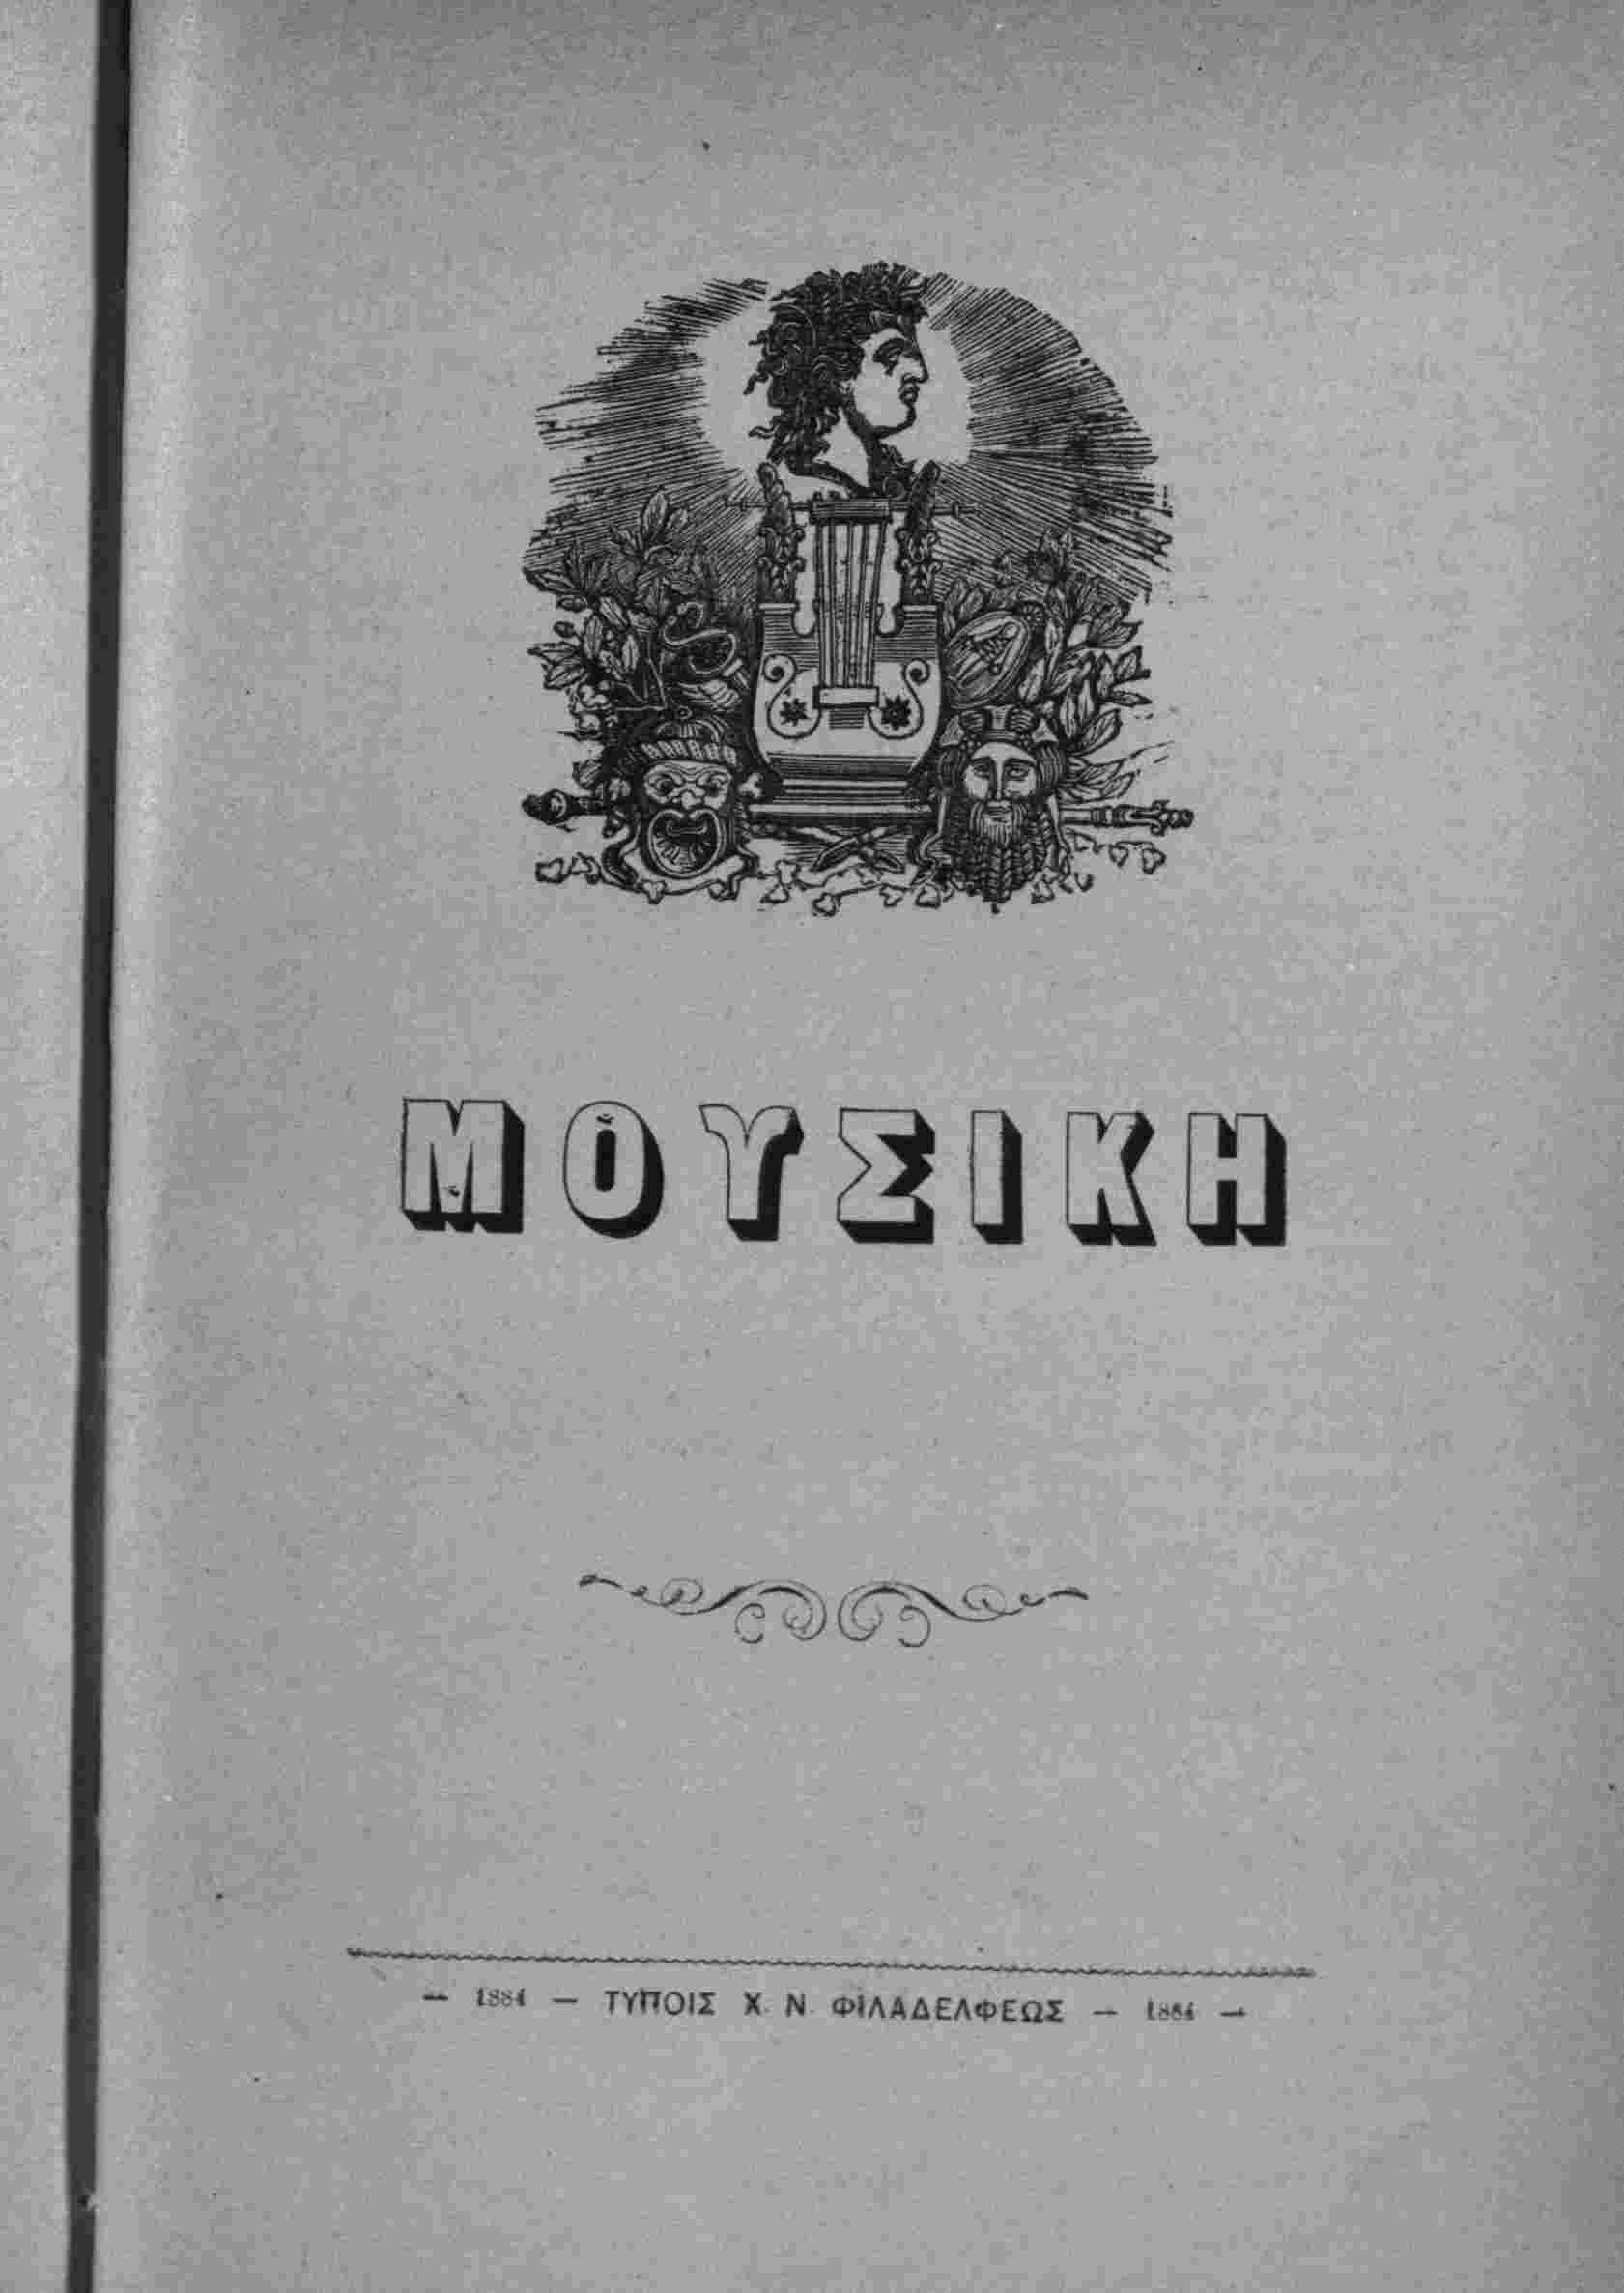 ΜΟΥΣΙΚΗ
— 1884 — ΤΥΠΟΙΣ Χ. Ν. ΦΙΛΑΔΕΛΦΕΩΣ — 1884 —